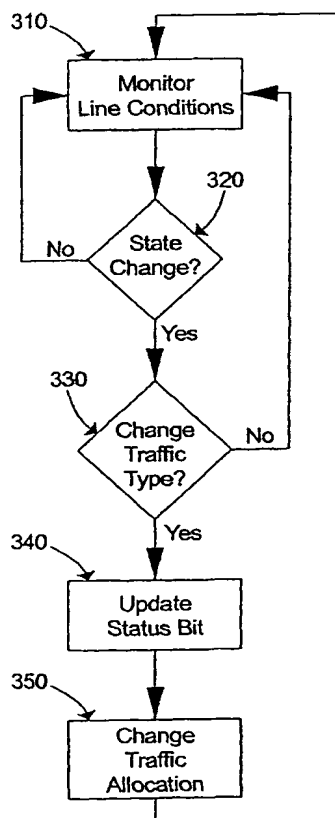 310
Monitor
Line Conditions
320
State
Change?
No
Yes
330
Change
Traffic
Type?
No
Yes
340
Update
Status Bit
350
Change
Traffic
Allocation